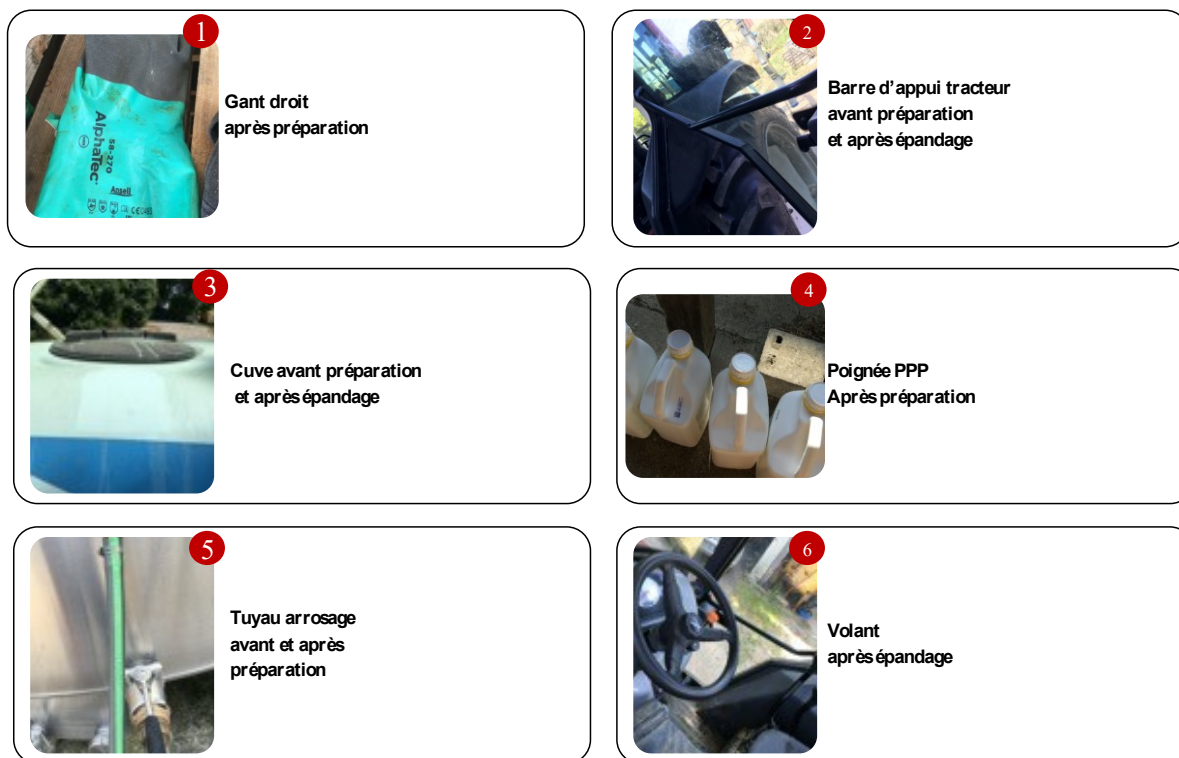 1
Gant droit
après préparation
AlphaTec
58-270
Ansell
2
Barre d'appui tracteur
avant préparation
et après épandage
3
Cuve avant préparation
et après épandage
4
Poignée PPP
Après préparation
5
Tuyau arrosage
avant et après
préparation
6
Volant
après épandage